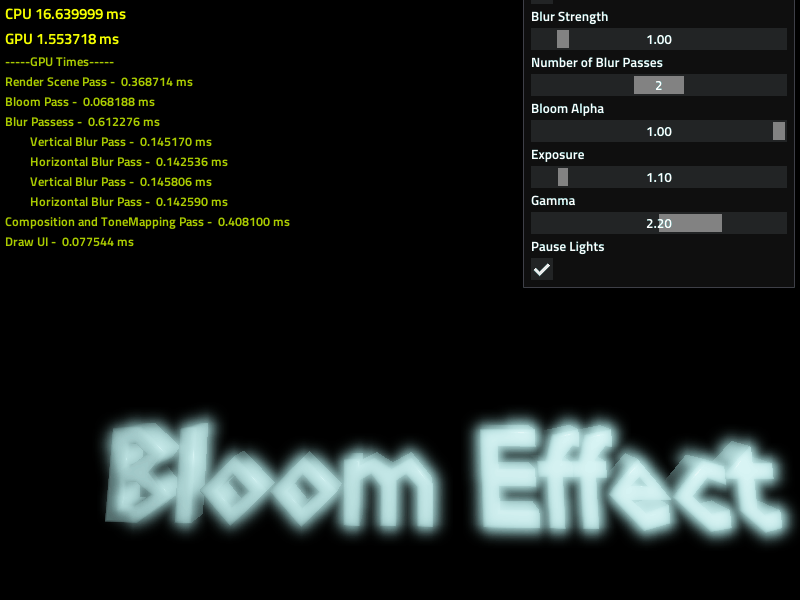 CPU 16.639999 ms
GPU 1.553718 ms
-----GPU Times-----
Render Scene Pass - 0.368714 ms
Bloom Pass - 0.068188 ms
Blur Passess - 0.612276 ms
Vertical Blur Pass - 0.145170 ms
Horizontal Blur Pass - 0.142536 ms
Vertical Blur Pass - 0.145806 ms
Horizontal Blur Pass - 0.142590 ms
Composition and ToneMapping Pass - 0.408100 ms
Draw UI - 0.077544 ms
Blur Strength
1.00
Number of Blur Passes
2
Bloom Alpha
1.00
Exposure
1.10
Gamma
2.20
Pause Lights
Bloom Effect